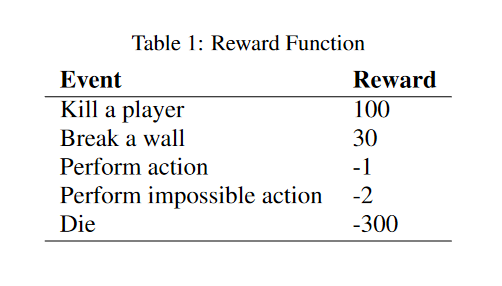 Table 1: Reward Function
Event Reward
Kill a player 100
Break a wall 30
Perform action -1
Perform impossible action -2
Die -300